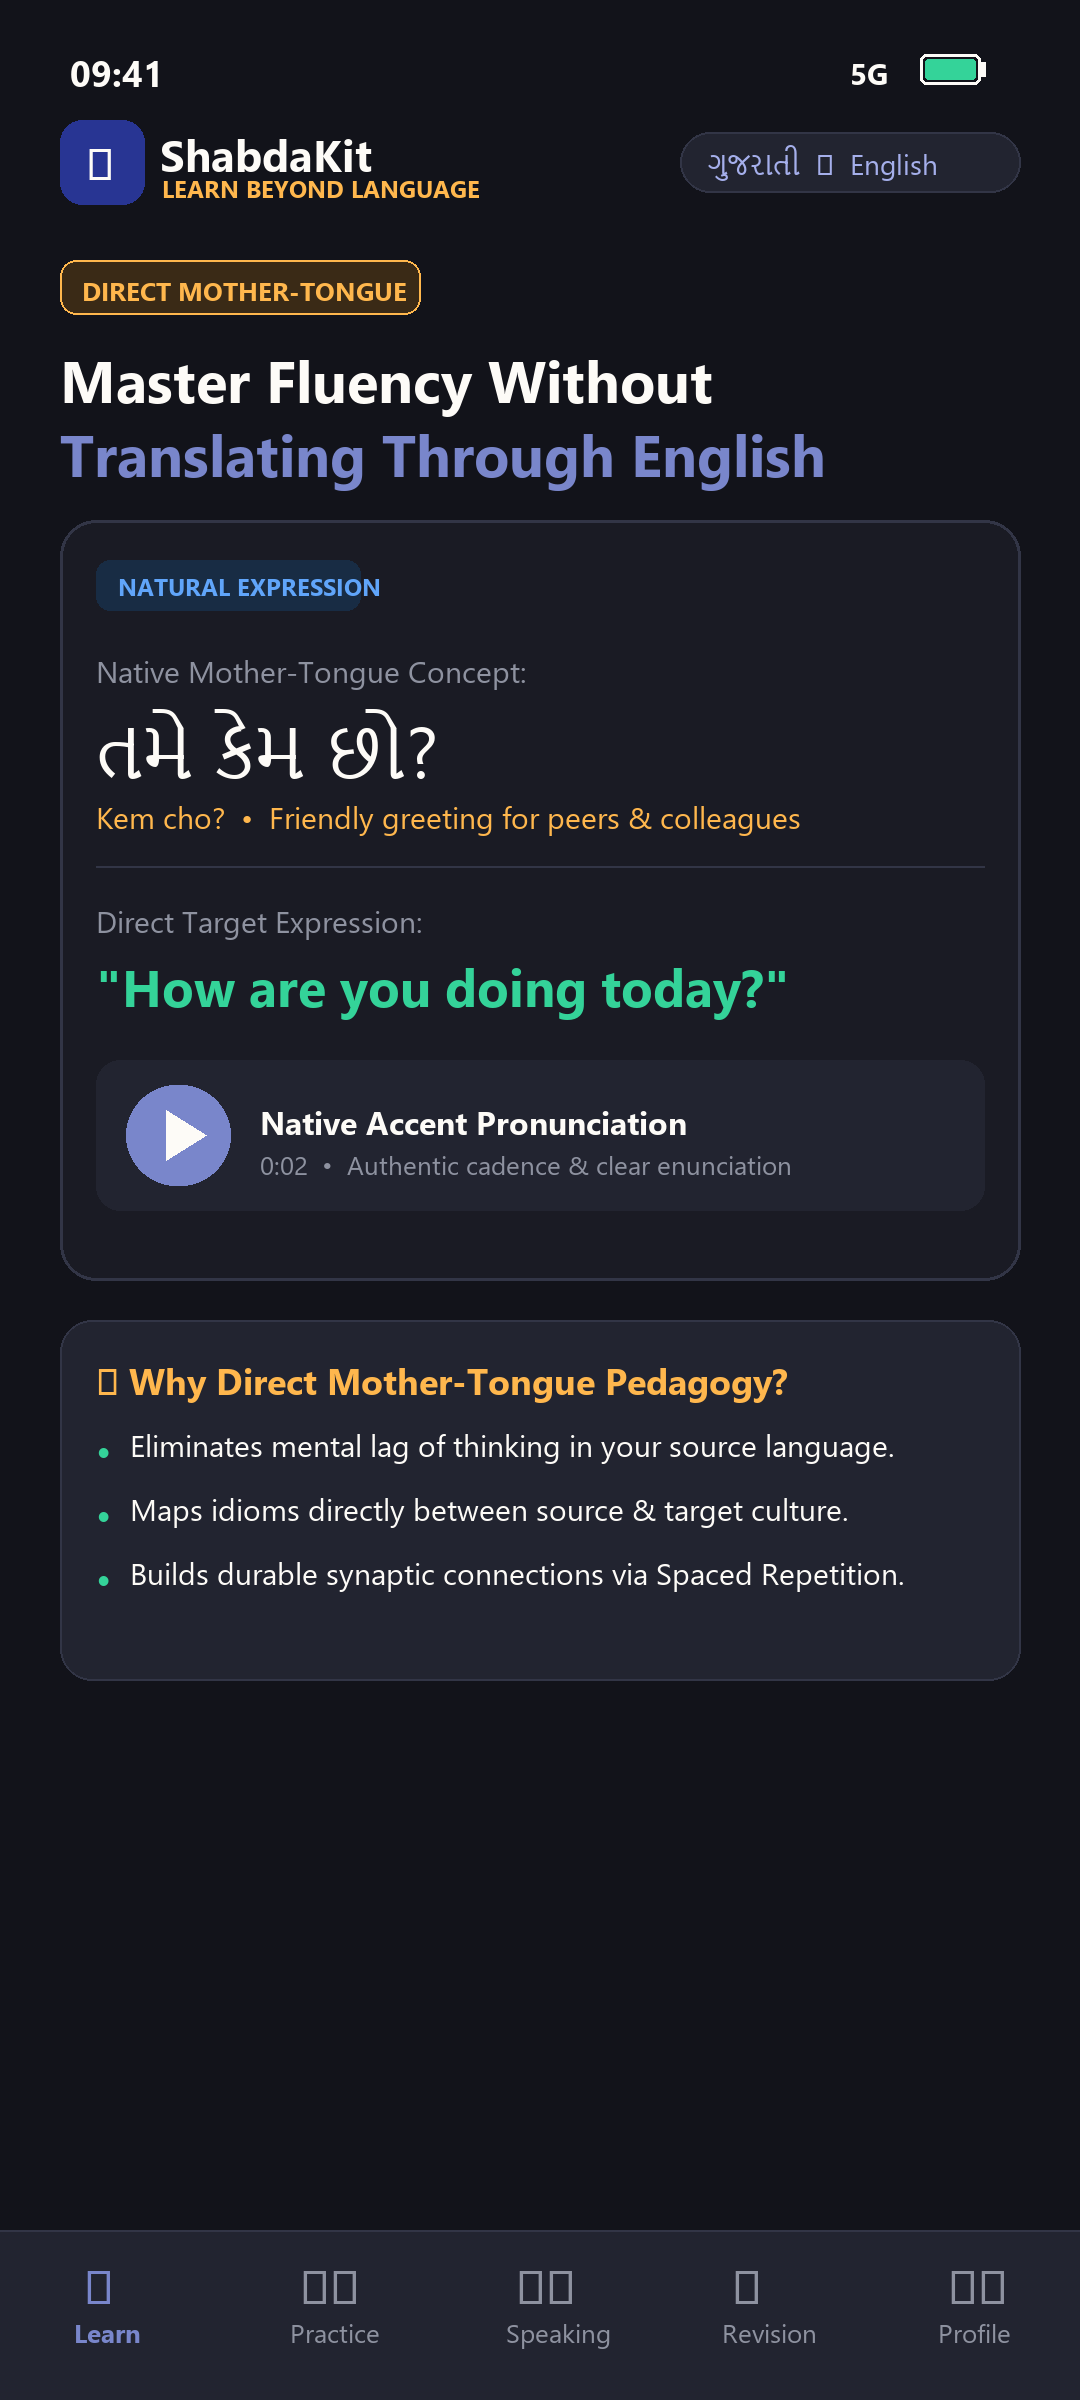 09:41
5G
ShabdaKit
LEARN BEYOND LANGUAGE
ગુજરાતી English
DIRECT MOTHER-TONGUE
Master Fluency Without
Translating Through English
NATURAL EXPRESSION
Native Mother-Tongue Concept:
તમે કેમ છો?
Kem cho? • Friendly greeting for peers & colleagues
Direct Target Expression:
"How are you doing today?"
Native Accent Pronunciation
0:02 • Authentic cadence & clear enunciation
Why Direct Mother-Tongue Pedagogy?
• Eliminates mental lag of thinking in your source language.
• Maps idioms directly between source & target culture.
• Builds durable synaptic connections via Spaced Repetition.
Learn
Practice
Speaking
Revision
Profile